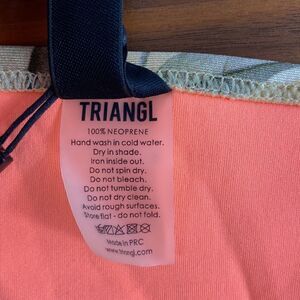 TRIANGL
100% NEOPRENE
Hand wash in cold water.
Dry in shade.
Iron inside out.
Do not spin dry.
Do not bleach.
Do not tumble dry.
Do not dry clean.
Avoid rough surfaces.
Store flat - do not fold.
Made in PRC
www.triangl.com